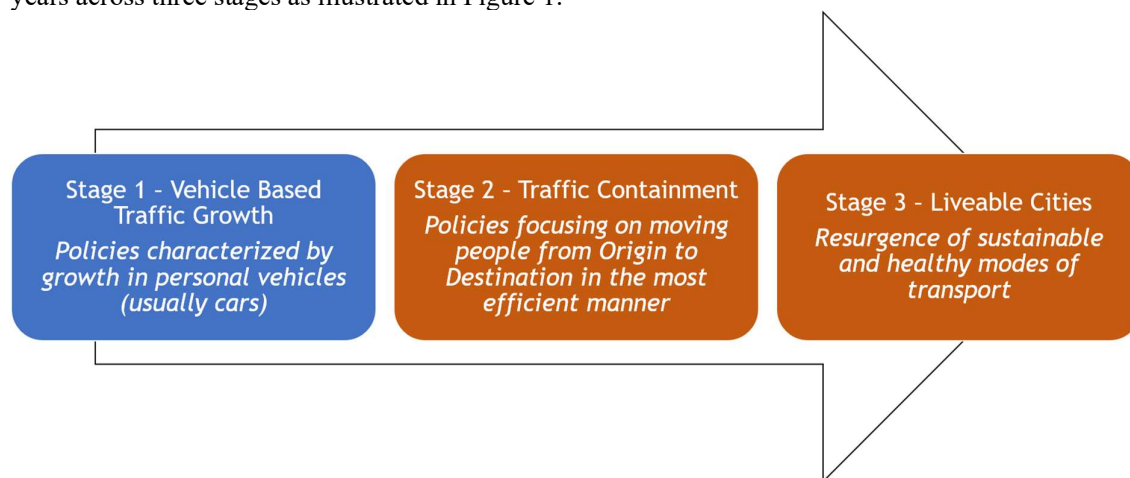 years across three stages as illustrated in Figure 1.
Stage 1 - Vehicle Based
Traffic Growth
Policies characterized by
growth in personal vehicles
(usually cars)
Stage 2 - Traffic Containment
Policies focusing on moving
people from Origin to
Destination in the most
efficient manner
Stage 3 - Liveable Cities
Resurgence of sustainable
and healthy modes of
transport